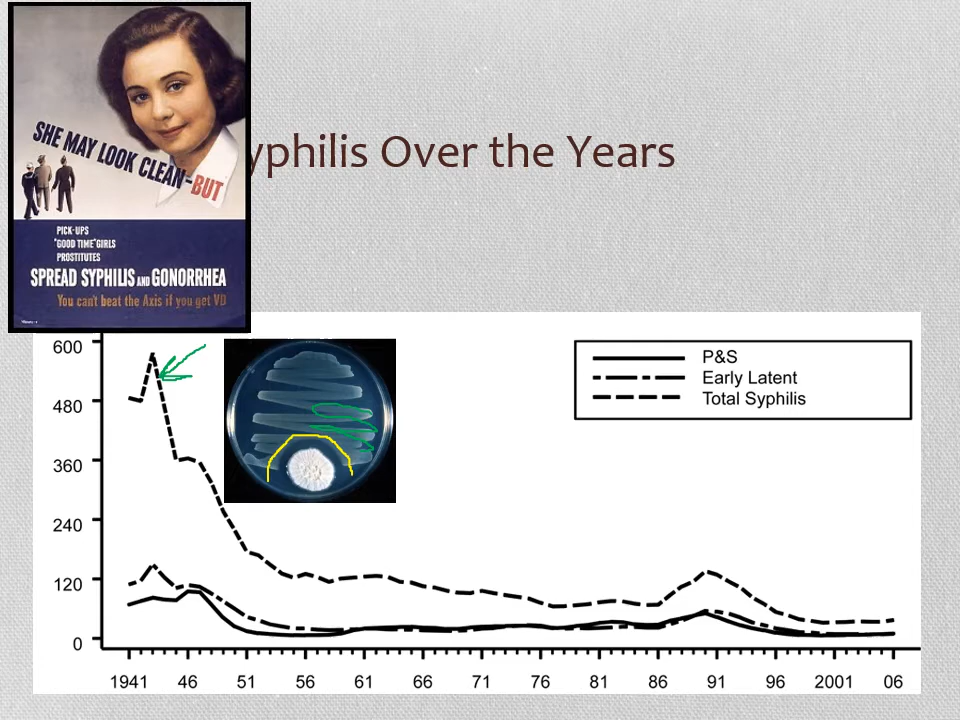 SHE MAY LOOK CLEAN-BUT
PICK-UPS
"GOOD TIME" GIRLS
PROSTITUTES
SPREAD SYPHILIS AND GONORRHEA
You can't beat the Axis if you get VD
yphilis Over the Years
P&S
Early Latent
Total Syphilis
600
480
360
240
120
0
1941 46 51 56 61 66 71 76 81 86 91 96 2001 06